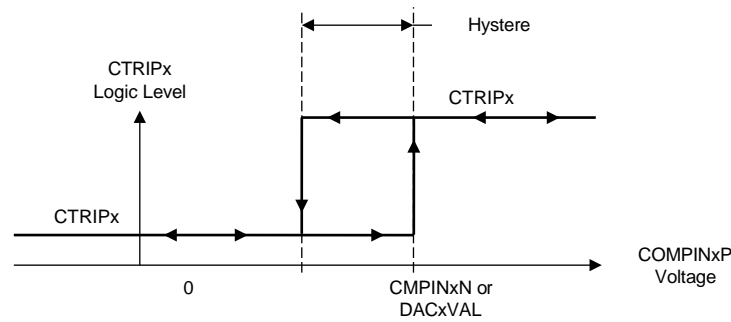 Hystere
CTRIPx
Logic Level
CTRIPx
CTRIPx
COMPINxP
Voltage
0
CMPINxN or
DACxVAL